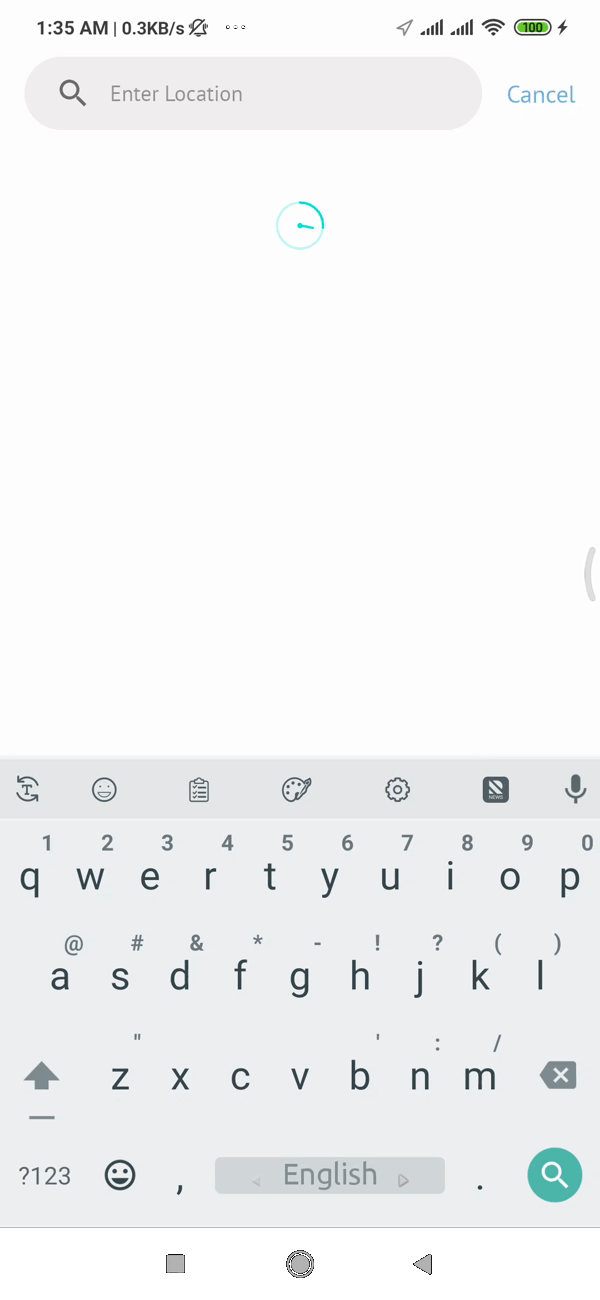 1:35 AM | 0.3KB/s 100
Enter Location Cancel
NEWS
1 2 3 4 5 6 7 8 9 0
q w e r t y u i o p
@ # & * - ! ? ( )
a s d f g h j k l
" ' : /
z x c v b n m
?123 , English .